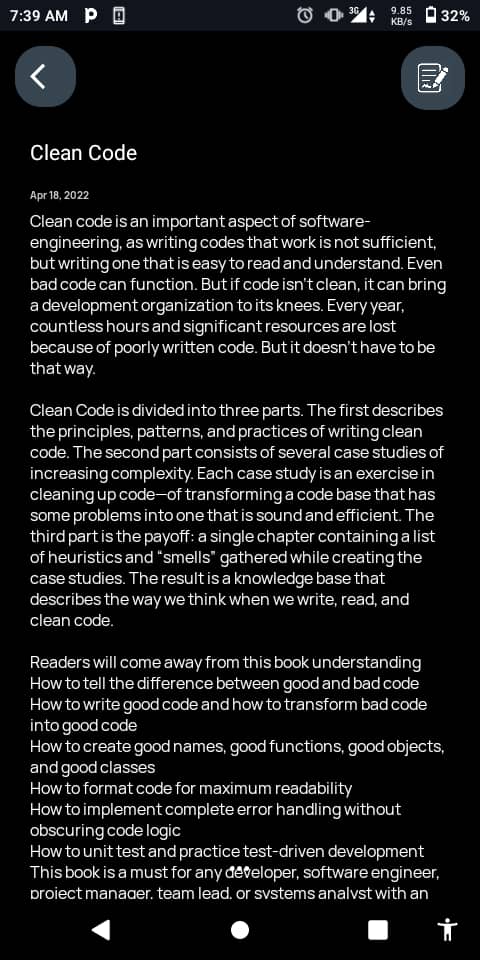 7:39 AM
3G
9.85
KB/s
32%
Clean Code
Apr 18, 2022
Clean code is an important aspect of software-
engineering, as writing codes that work is not sufficient,
but writing one that is easy to read and understand. Even
bad code can function. But if code isn't clean, it can bring
a development organization to its knees. Every year,
countless hours and significant resources are lost
because of poorly written code. But it doesn't have to be
that way.
Clean Code is divided into three parts. The first describes
the principles, patterns, and practices of writing clean
code. The second part consists of several case studies of
increasing complexity. Each case study is an exercise in
cleaning up code—of transforming a code base that has
some problems into one that is sound and efficient. The
third part is the payoff: a single chapter containing a list
of heuristics and “smells” gathered while creating the
case studies. The result is a knowledge base that
describes the way we think when we write, read, and
clean code.
Readers will come away from this book understanding
How to tell the difference between good and bad code
How to write good code and how to transform bad code
into good code
How to create good names, good functions, good objects,
and good classes
How to format code for maximum readability
How to implement complete error handling without
obscuring code logic
How to unit test and practice test-driven development
This book is a must for any developer, software engineer,
project manager, team lead, or systems analyst with an